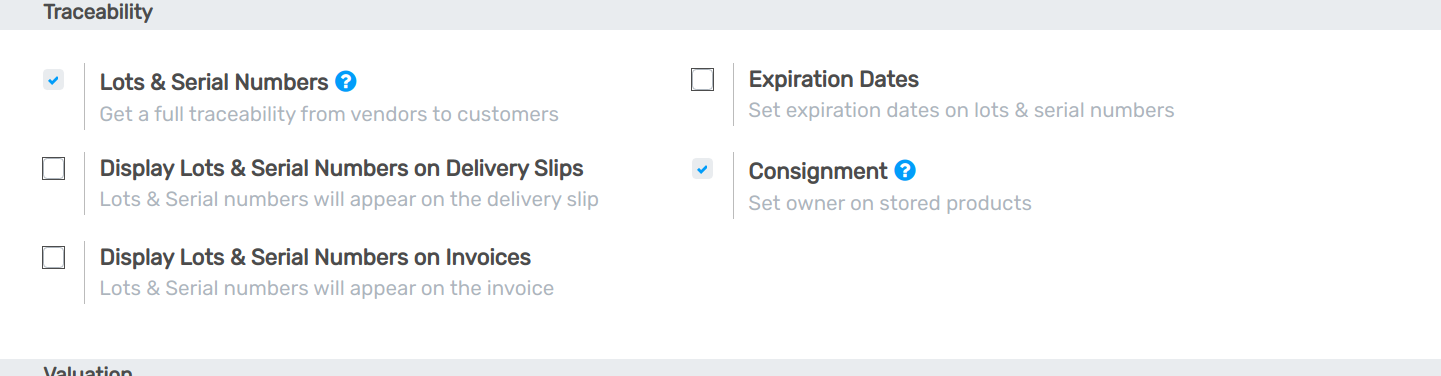 Traceability
Lots & Serial Numbers ?
Get a full traceability from vendors to customers
Expiration Dates
Set expiration dates on lots & serial numbers
Display Lots & Serial Numbers on Delivery Slips
Lots & Serial numbers will appear on the delivery slip
Consignment ?
Set owner on stored products
Display Lots & Serial Numbers on Invoices
Lots & Serial numbers will appear on the invoice
Valuation